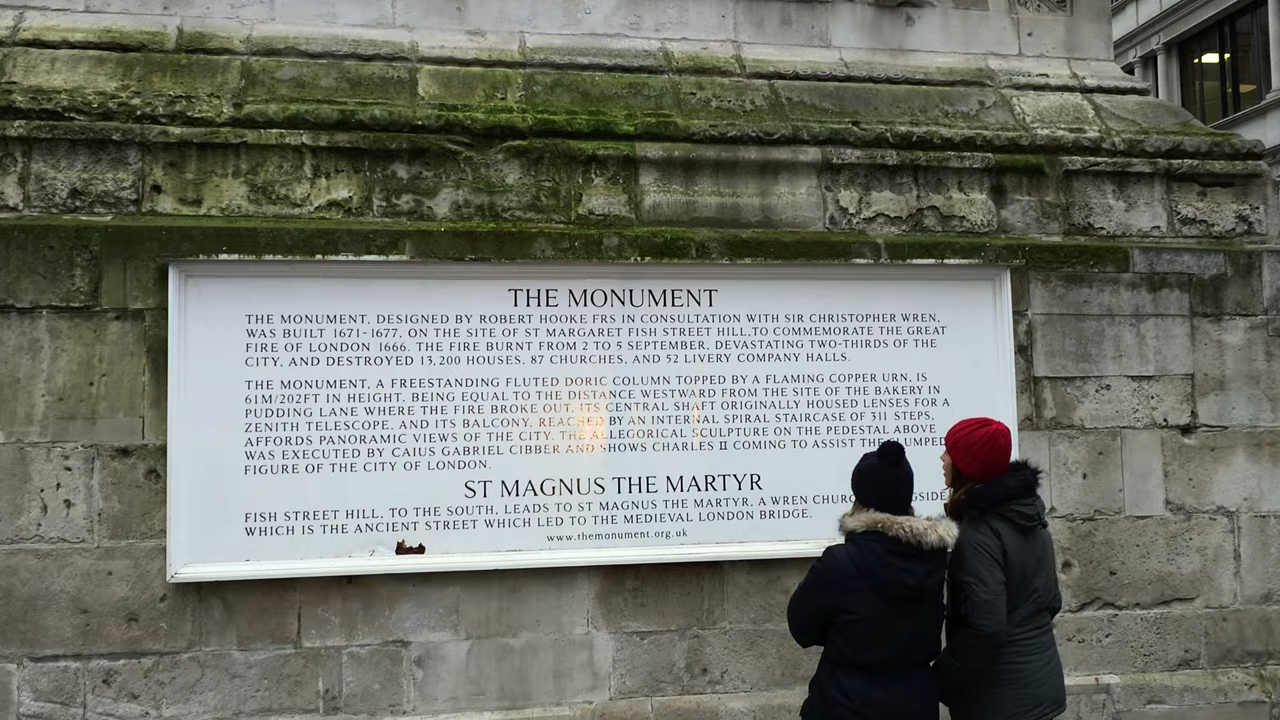 THE MONUMENT
THE MONUMENT, DESIGNED BY ROBERT HOOKE FRS IN CONSULTATION WITH SIR CHRISTOPHER WREN,
WAS BUILT 1671-1677, ON THE SITE OF ST MARGARET FISH STREET HILL, TO COMMEMORATE THE GREAT
FIRE OF LONDON 1666. THE FIRE BURNT FROM 2 TO 5 SEPTEMBER, DEVASTATING TWO-THIRDS OF THE
CITY, AND DESTROYED 13,200 HOUSES, 87 CHURCHES, AND 52 LIVERY COMPANY HALLS.
THE MONUMENT, A FREESTANDING FLUTED DORIC COLUMN TOPPED BY A FLAMING COPPER URN, IS
61M/202FT IN HEIGHT, BEING EQUAL TO THE DISTANCE WESTWARD FROM THE SITE OF THE BAKERY IN
PUDDING LANE WHERE THE FIRE BROKE OUT, ITS CENTRAL SHAFT ORIGINALLY HOUSED LENSES FOR A
ZENITH TELESCOPE, AND ITS BALCONY, REACHED BY AN INTERNAL SPIRAL STAIRCASE OF 311 STEPS,
AFFORDS PANORAMIC VIEWS OF THE CITY. THE ALLEGORICAL SCULPTURE ON THE PEDESTAL ABOVE
WAS EXECUTED BY CAIUS GABRIEL CIBBER AND SHOWS CHARLES II COMING TO ASSIST THE SLUMPED
FIGURE OF THE CITY OF LONDON.
ST MAGNUS THE MARTYR
FISH STREET HILL, TO THE SOUTH, LEADS TO ST MAGNUS THE MARTYR, A WREN
WHICH IS THE ANCIENT STREET WHICH LED TO THE MEDIEVAL LONDON BRIDGE.
www.themonument.org.uk